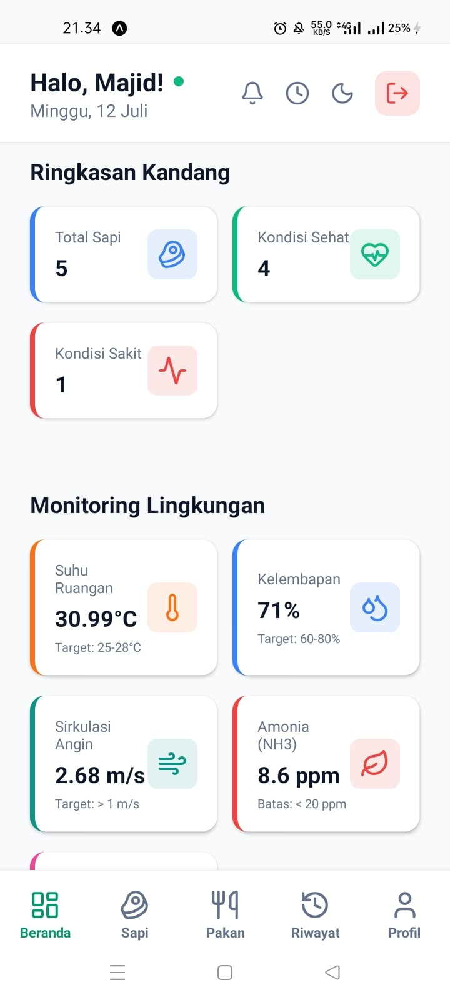 21.34
55.0 KB/S 4G 25%
Halo, Majid!
Minggu, 12 Juli
Ringkasan Kandang
Total Sapi
5
Kondisi Sehat
4
Kondisi Sakit
1
Monitoring Lingkungan
Suhu
Ruangan
30.99°C
Target: 25-28°C
Kelembapan
71%
Target: 60-80%
Sirkulasi
Angin
2.68 m/s
Target: > 1 m/s
Amonia
(NH3)
8.6 ppm
Batas: < 20 ppm
Beranda
Sapi
Pakan
Riwayat
Profil